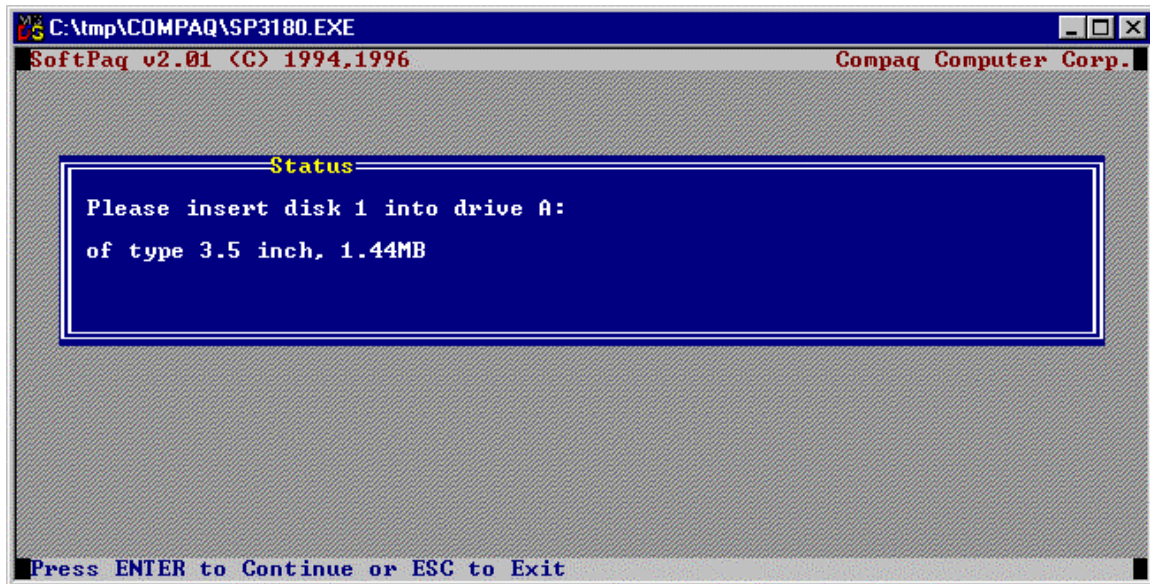 C:\tmp\COMPAQ\SP3180.EXE
SoftPaq v2.01 (C) 1994,1996 Compaq Computer Corp.
Status
Please insert disk 1 into drive A:
of type 3.5 inch, 1.44MB
Press ENTER to Continue or ESC to Exit